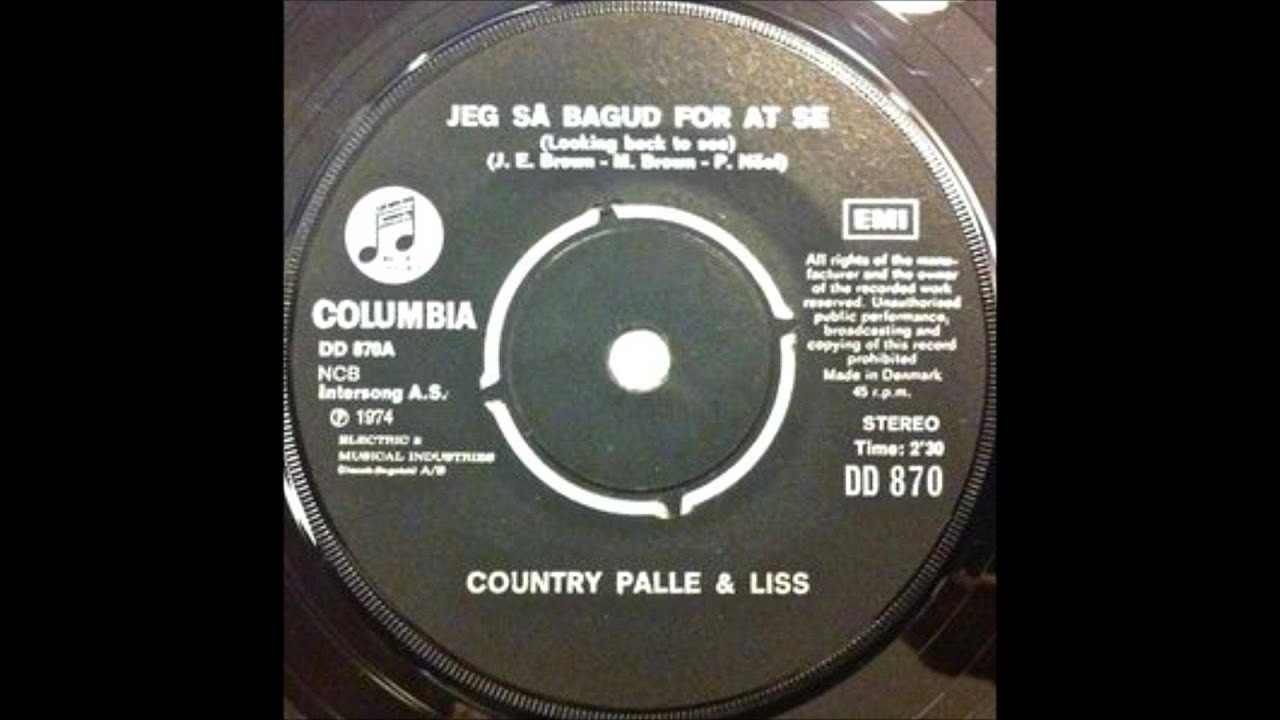 JEG SÅ BAGUD FOR AT SE
(Looking back to see)
(J. E. Brown - M. Brown - P. Nöel)
EMI
All rights of the manu-
facturer and the owner
of the recorded work
reserved. Unauthorised
public performance,
broadcasting and
copying of this record
prohibited
Made in Denmark
45 r.p.m.
COLUMBIA
DD 870A
NCB
Intersong A.S.
℗ 1974
ELECTRIC &
MUSICAL INDUSTRIES
A/S
STEREO
Time: 2'30
DD 870
COUNTRY PALLE & LISS